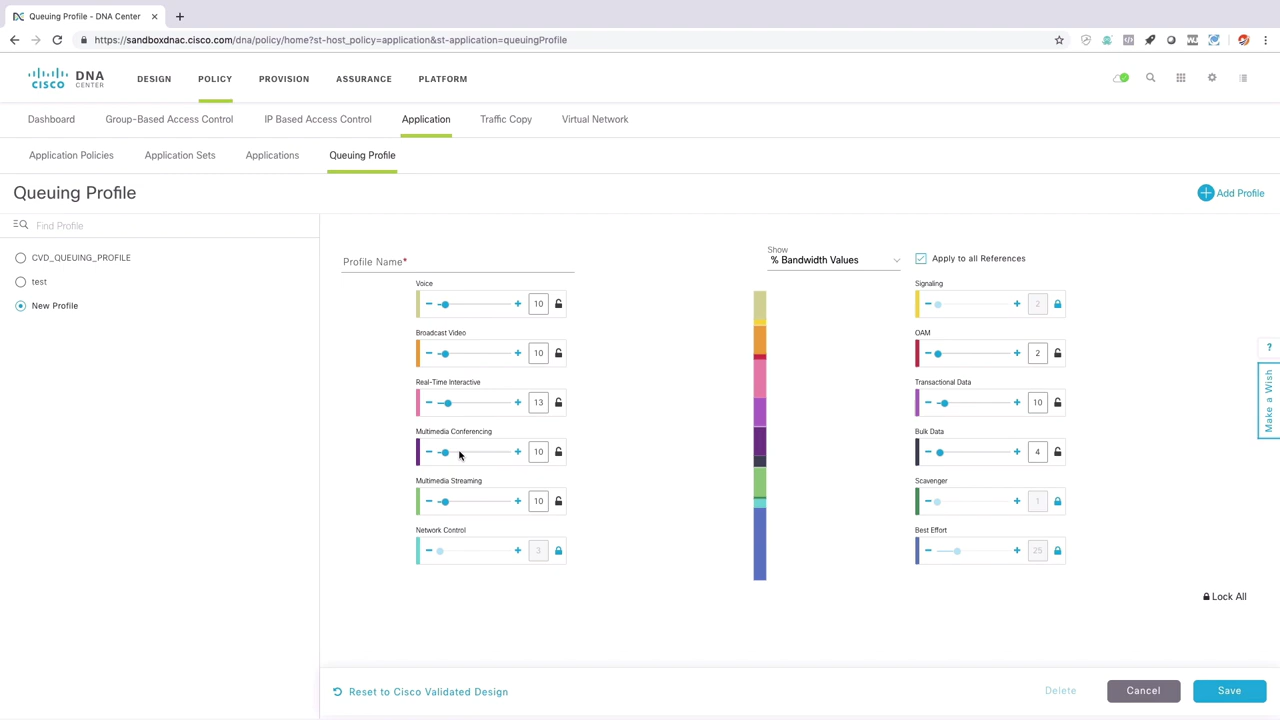 Queuing Profile - DNA Center
https://sandboxdnac.cisco.com/dna/policy/home?st-host_policy=application&st-application=queuingProfile
CISCO DNA CENTER
DESIGN POLICY PROVISION ASSURANCE PLATFORM
Dashboard Group-Based Access Control IP Based Access Control Application Traffic Copy Virtual Network
Application Policies Application Sets Applications Queuing Profile
Queuing Profile
Add Profile
Find Profile
CVD_QUEUING_PROFILE
test
New Profile
Profile Name*
Show
% Bandwidth Values
Apply to all References
Voice
10
Broadcast Video
10
Real-Time Interactive
13
Multimedia Conferencing
10
Multimedia Streaming
10
Network Control
3
Signaling
2
OAM
2
Transactional Data
10
Bulk Data
4
Scavenger
1
Best Effort
25
Lock All
?
Make a Wish
Reset to Cisco Validated Design
Delete Cancel Save